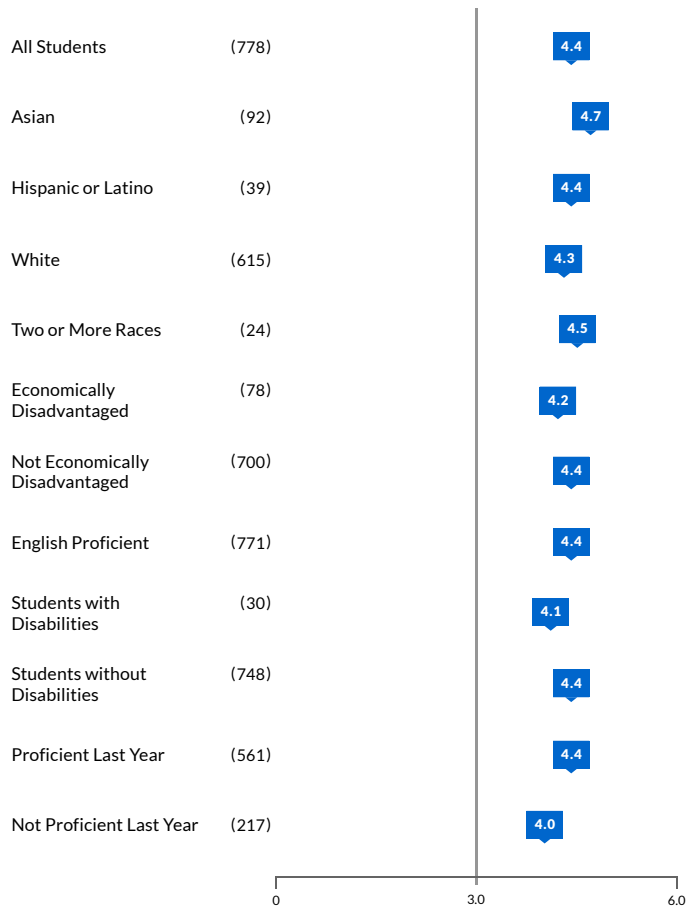 All Students (778) 4.4
Asian (92) 4.7
Hispanic or Latino (39) 4.4
White (615) 4.3
Two or More Races (24) 4.5
Economically (78)
Disadvantaged 4.2
Not Economically (700)
Disadvantaged 4.4
English Proficient (771) 4.4
Students with (30)
Disabilities 4.1
Students without (748)
Disabilities 4.4
Proficient Last Year (561) 4.4
Not Proficient Last Year (217) 4.0
0 3.0 6.0